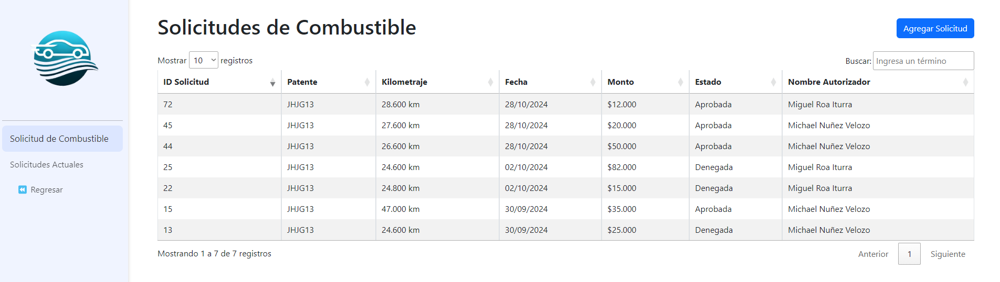 Solicitudes de Combustible
Agregar Solicitud
Mostrar 10 registros
Buscar: Ingresa un término
ID Solicitud Patente Kilometraje Fecha Monto Estado Nombre Autorizador
72 JHJG13 28.600 km 28/10/2024 $12.000 Aprobada Miguel Roa Iturra
45 JHJG13 27.600 km 28/10/2024 $20.000 Aprobada Michael Nuñez Velozo
44 JHJG13 26.600 km 28/10/2024 $50.000 Aprobada Michael Nuñez Velozo
25 JHJG13 24.600 km 02/10/2024 $82.000 Denegada Miguel Roa Iturra
22 JHJG13 24.800 km 02/10/2024 $15.000 Denegada Miguel Roa Iturra
15 JHJG13 47.000 km 30/09/2024 $35.000 Aprobada Michael Nuñez Velozo
13 JHJG13 24.600 km 30/09/2024 $25.000 Denegada Michael Nuñez Velozo
Mostrando 1 a 7 de 7 registros
Anterior 1 Siguiente
Solicitud de Combustible
Solicitudes Actuales
Regresar